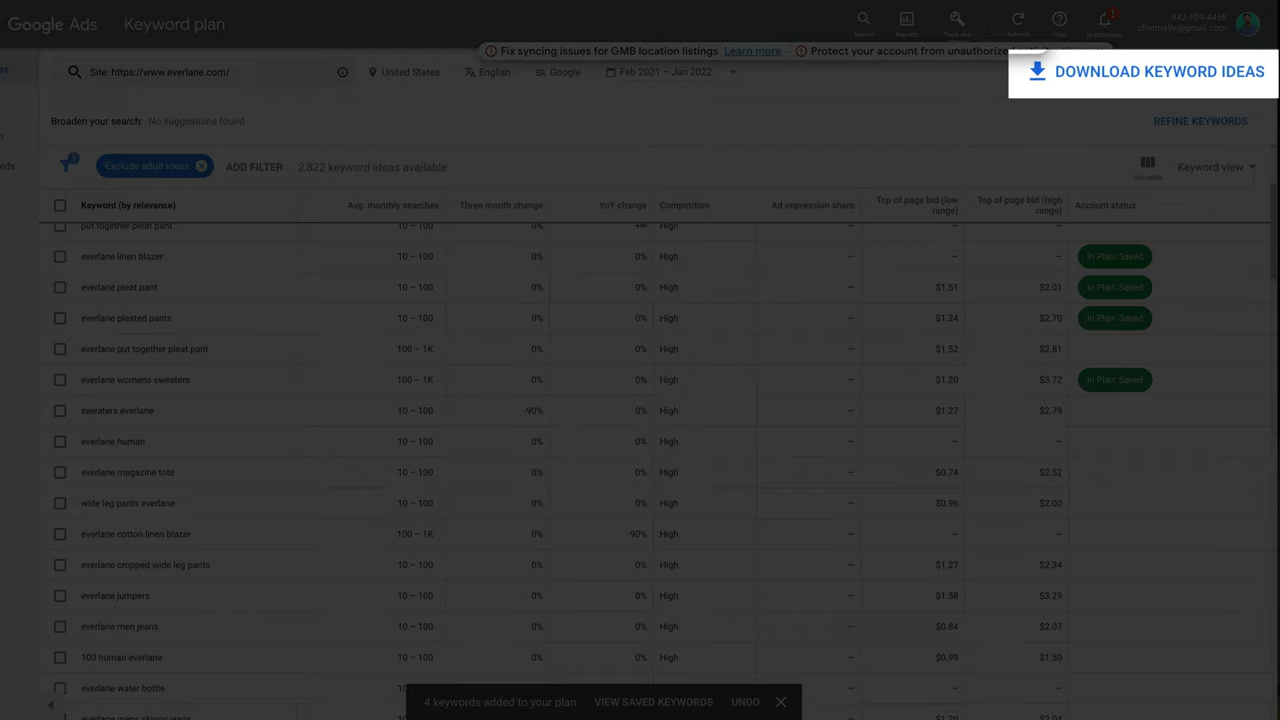 Google Ads Keyword plan
Search
Reports
Help
942-109-4458
clintmally@gmail.com
Fix syncing issues for GMB location listings Learn more Protect your account from
Site: https://www.everlane.com/ United States English Google Feb 2021 – Jan 2022
DOWNLOAD KEYWORD IDEAS
Broaden your search: No suggestions found REFINE KEYWORDS
1
Exclude adult ideas ADD FILTER 2,822 keyword ideas available Keyword view
Keyword (by relevance) Avg. monthly searches Three month change YoY change Competition Ad impression share Top of page bid (low range) Top of page bid (high range) Account status
put together pleat pant 10 – 100 0% High – – –
everlane linen blazer 10 – 100 0% 0% High – – – In Plan: Saved
everlane pleat pant 10 – 100 0% 0% High – $1.51 $2.01 In Plan: Saved
everlane pleated pants 10 – 100 0% 0% High – $1.24 $2.70 In Plan: Saved
everlane put together pleat pant 100 – 1K 0% 0% High – $1.52 $2.81
everlane womens sweaters 100 – 1K 0% 0% High – $1.20 $3.72 In Plan: Saved
sweaters everlane 10 – 100 -90% 0% High – $1.27 $2.79
everlane human 10 – 100 0% 0% High – – –
everlane magazine tote 10 – 100 0% 0% High – $0.74 $2.52
wide leg pants everlane 10 – 100 0% 0% High – $0.96 $2.00
everlane cotton linen blazer 100 – 1K 0% -90% High – – –
everlane cropped wide leg pants 10 – 100 0% 0% High – $1.27 $2.34
everlane jumpers 10 – 100 0% 0% High – $1.58 $3.29
everlane men jeans 10 – 100 0% 0% High – $0.84 $2.07
100 human everlane 10 – 100 0% 0% High – $0.99 $1.50
everlane water bottle
4 keywords added to your plan VIEW SAVED KEYWORDS UNDO